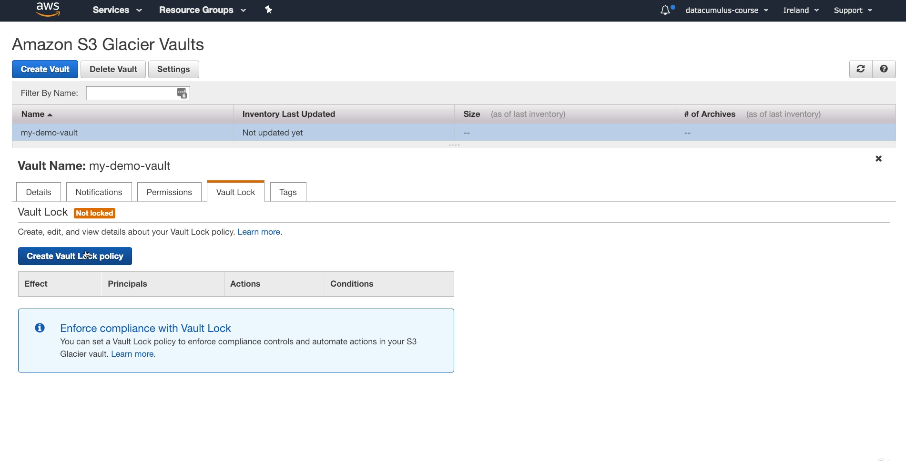 aws Services Resource Groups datacumulus-course Ireland Support
Amazon S3 Glacier Vaults
Create Vault Delete Vault Settings
Filter By Name:
Name Inventory Last Updated Size (as of last inventory) # of Archives (as of last inventory)
my-demo-vault Not updated yet -- --
Vault Name: my-demo-vault
Details Notifications Permissions Vault Lock Tags
Vault Lock Not locked
Create, edit, and view details about your Vault Lock policy. Learn more.
Create Vault Lock policy
Effect Principals Actions Conditions
Enforce compliance with Vault Lock
You can set a Vault Lock policy to enforce compliance controls and automate actions in your S3
Glacier vault. Learn more.